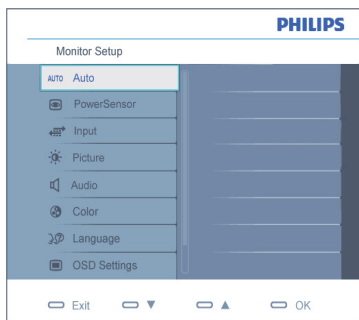 PHILIPS
Monitor Setup
AUTO Auto
PowerSensor
Input
Picture
Audio
Color
Language
OSD Settings
Exit ▼ ▲ OK